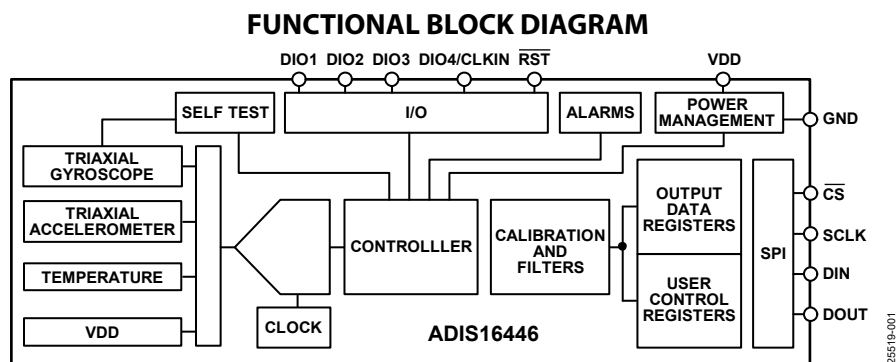 FUNCTIONAL BLOCK DIAGRAM
DIO1 DIO2 DIO3 DIO4/CLKIN RST VDD
SELF TEST
I/O
ALARMS
POWER
MANAGEMENT
GND
TRIAXIAL
GYROSCOPE
TRIAXIAL
ACCELEROMETER
TEMPERATURE
VDD
CLOCK
CONTROLLLER
CALIBRATION
AND
FILTERS
OUTPUT
DATA
REGISTERS
USER
CONTROL
REGISTERS
SPI
CS
SCLK
DIN
DOUT
ADIS16446
25519-001